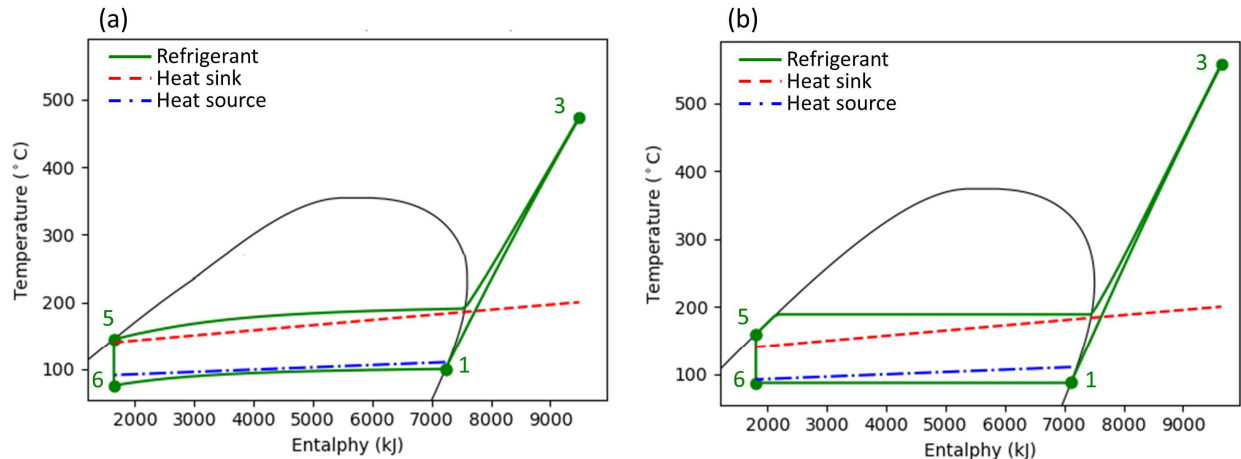 (a)
Refrigerant
Heat sink
Heat source
Temperature (°C)
500
400
300
200
100
3
5
6
1
2000 3000 4000 5000 6000 7000 8000 9000
Entalphy (kJ)
(b)
Refrigerant
Heat sink
Heat source
Temperature (°C)
500
400
300
200
100
3
5
6
1
2000 3000 4000 5000 6000 7000 8000 9000
Entalphy (kJ)